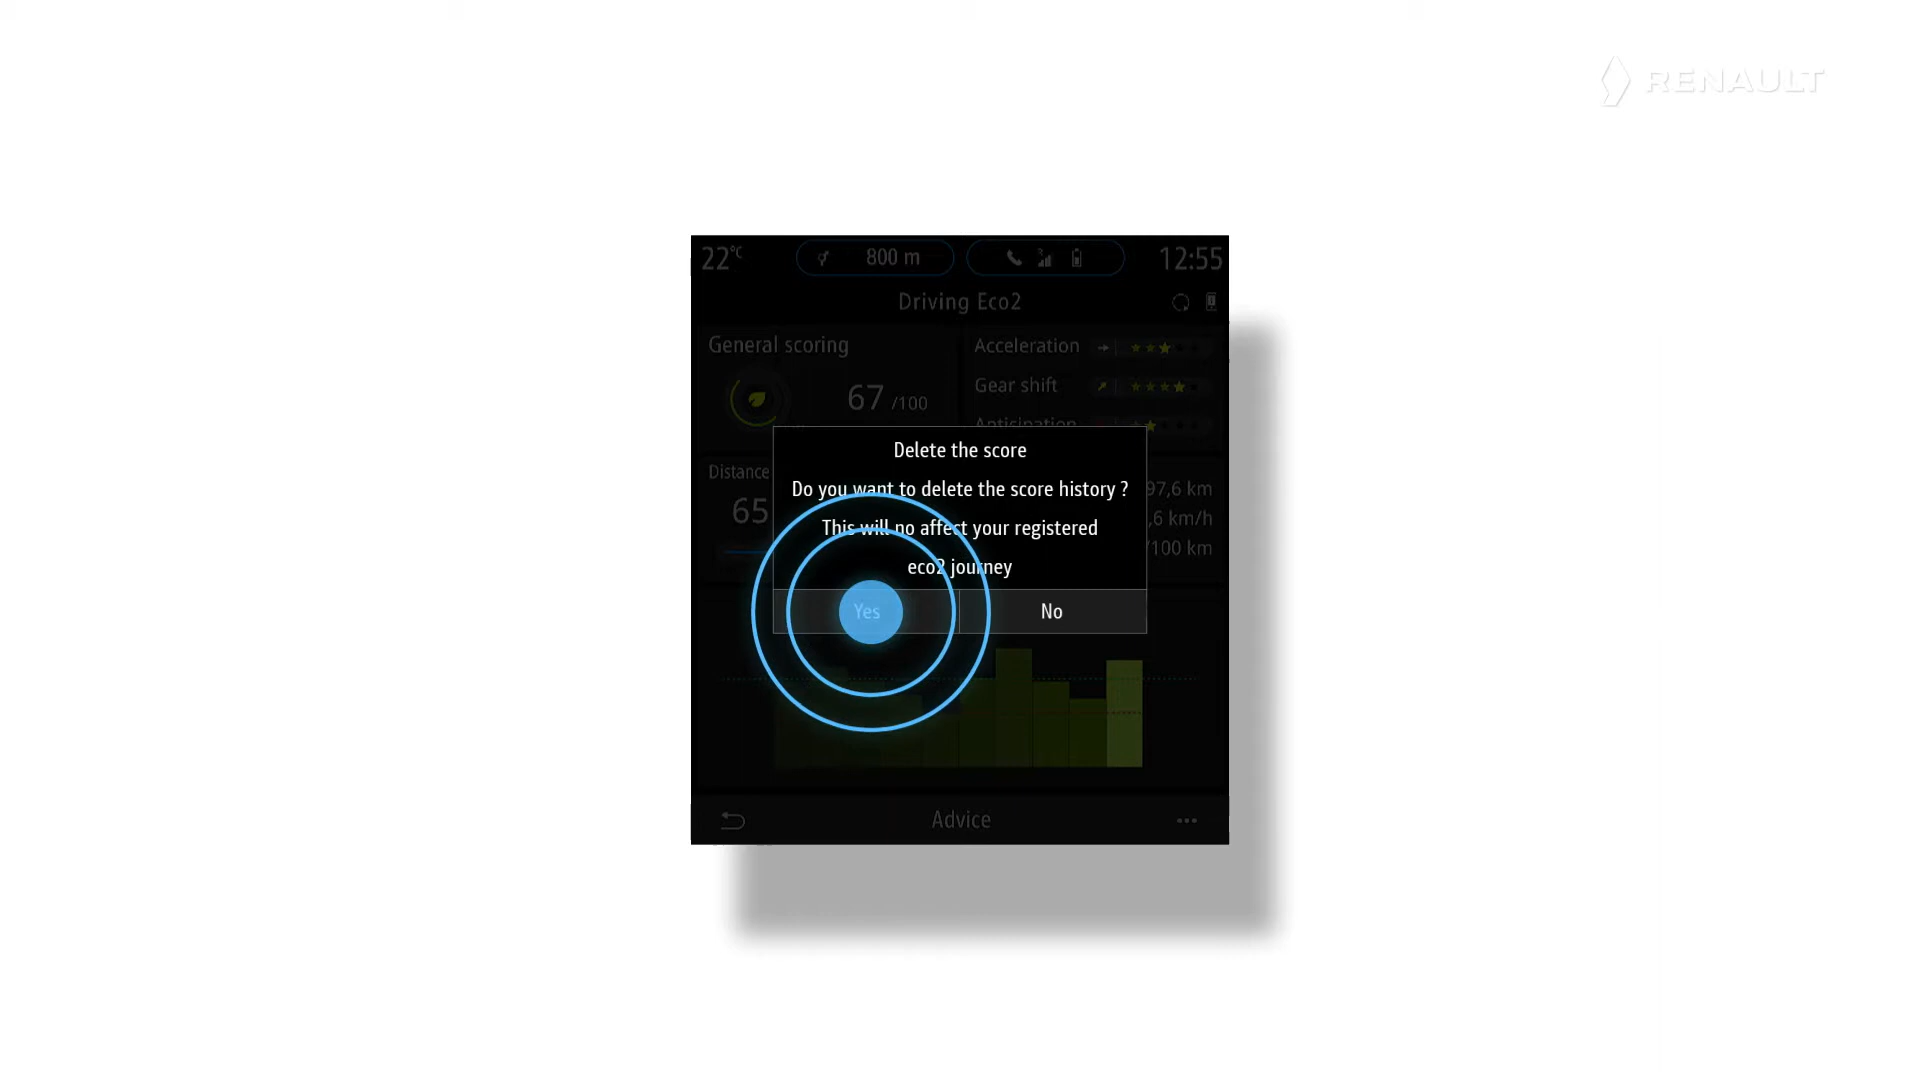 RENAULT
22°C
800 m
12:55
Driving Eco2
General scoring
67 /100
Acceleration
Gear shift
Anticipation
Distance
65
97,6 km
,6 km/h
/100 km
Delete the score
Do you want to delete the score history ?
This will no affect your registered
eco2 journey
Yes
No
Advice